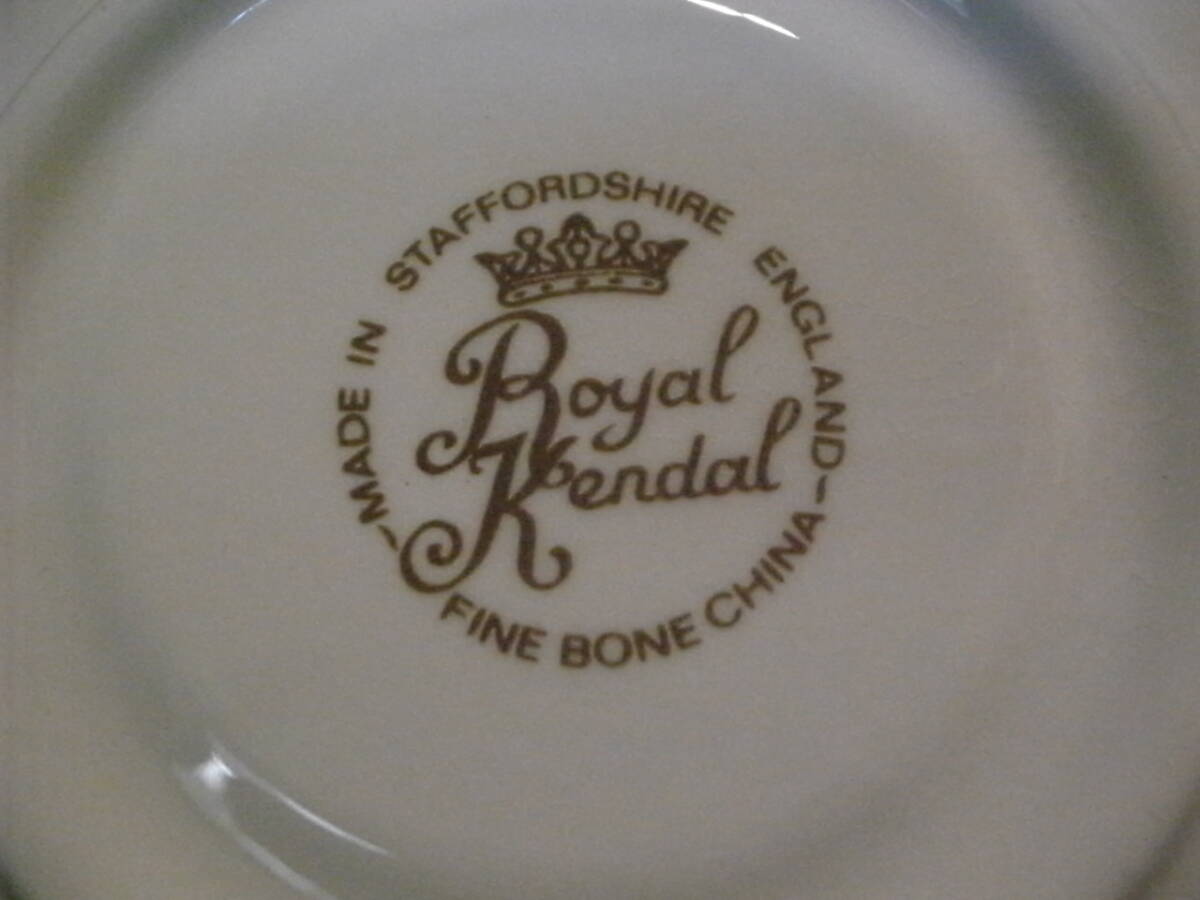 -MADE IN STAFFORDSHIRE ENGLAND-
Royal
Kendal
FINE BONE CHINA